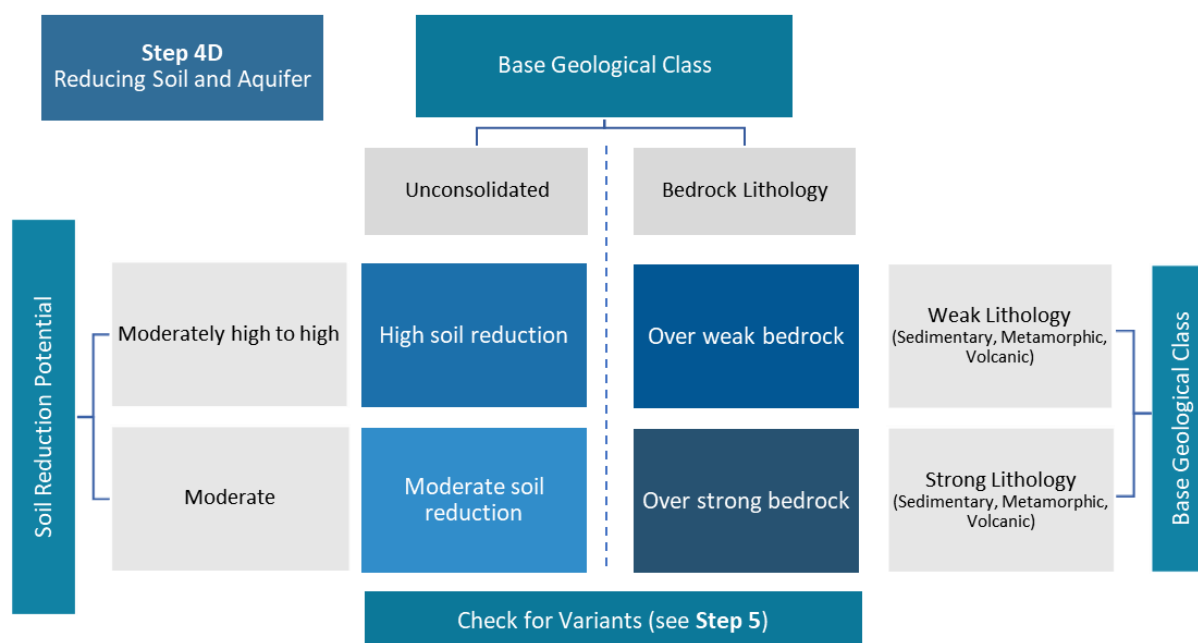 Step 4D
Reducing Soil and Aquifer
Base Geological Class
Unconsolidated
Bedrock Lithology
Soil Reduction Potential
Moderately high to high
High soil reduction
Over weak bedrock
Weak Lithology
(Sedimentary, Metamorphic,
Volcanic)
Moderate
Moderate soil
reduction
Over strong bedrock
Strong Lithology
(Sedimentary, Metamorphic,
Volcanic)
Base Geological Class
Check for Variants (see Step 5)